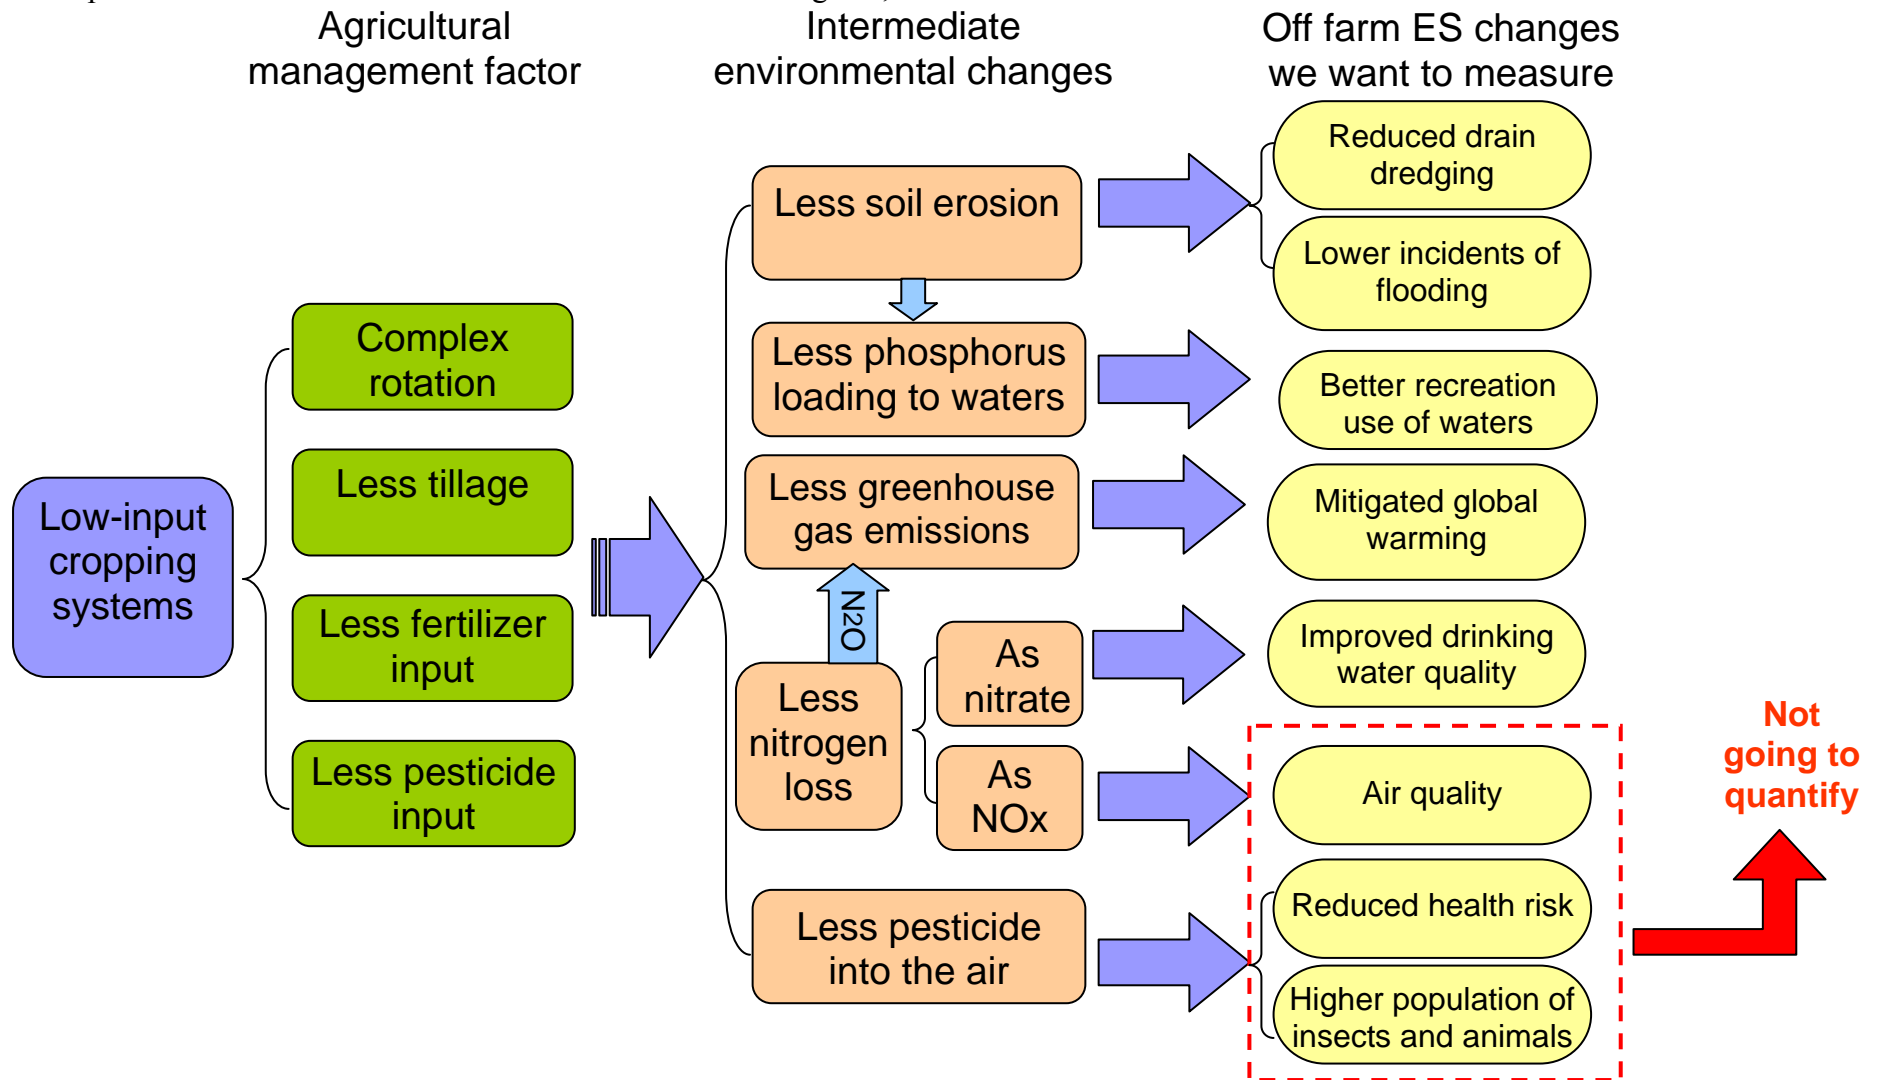 Agricultural
management factor
Intermediate
environmental changes
Off farm ES changes
we want to measure
Low-input
cropping
systems
Complex
rotation
Less tillage
Less fertilizer
input
Less pesticide
input
Less soil erosion
Less phosphorus
loading to waters
Less greenhouse
gas emissions
N2O
Less
nitrogen
loss
As
nitrate
As
NOx
Less pesticide
into the air
Reduced drain
dredging
Lower incidents of
flooding
Better recreation
use of waters
Mitigated global
warming
Improved drinking
water quality
Air quality
Reduced health risk
Higher population of
insects and animals
Not
going to
quantify